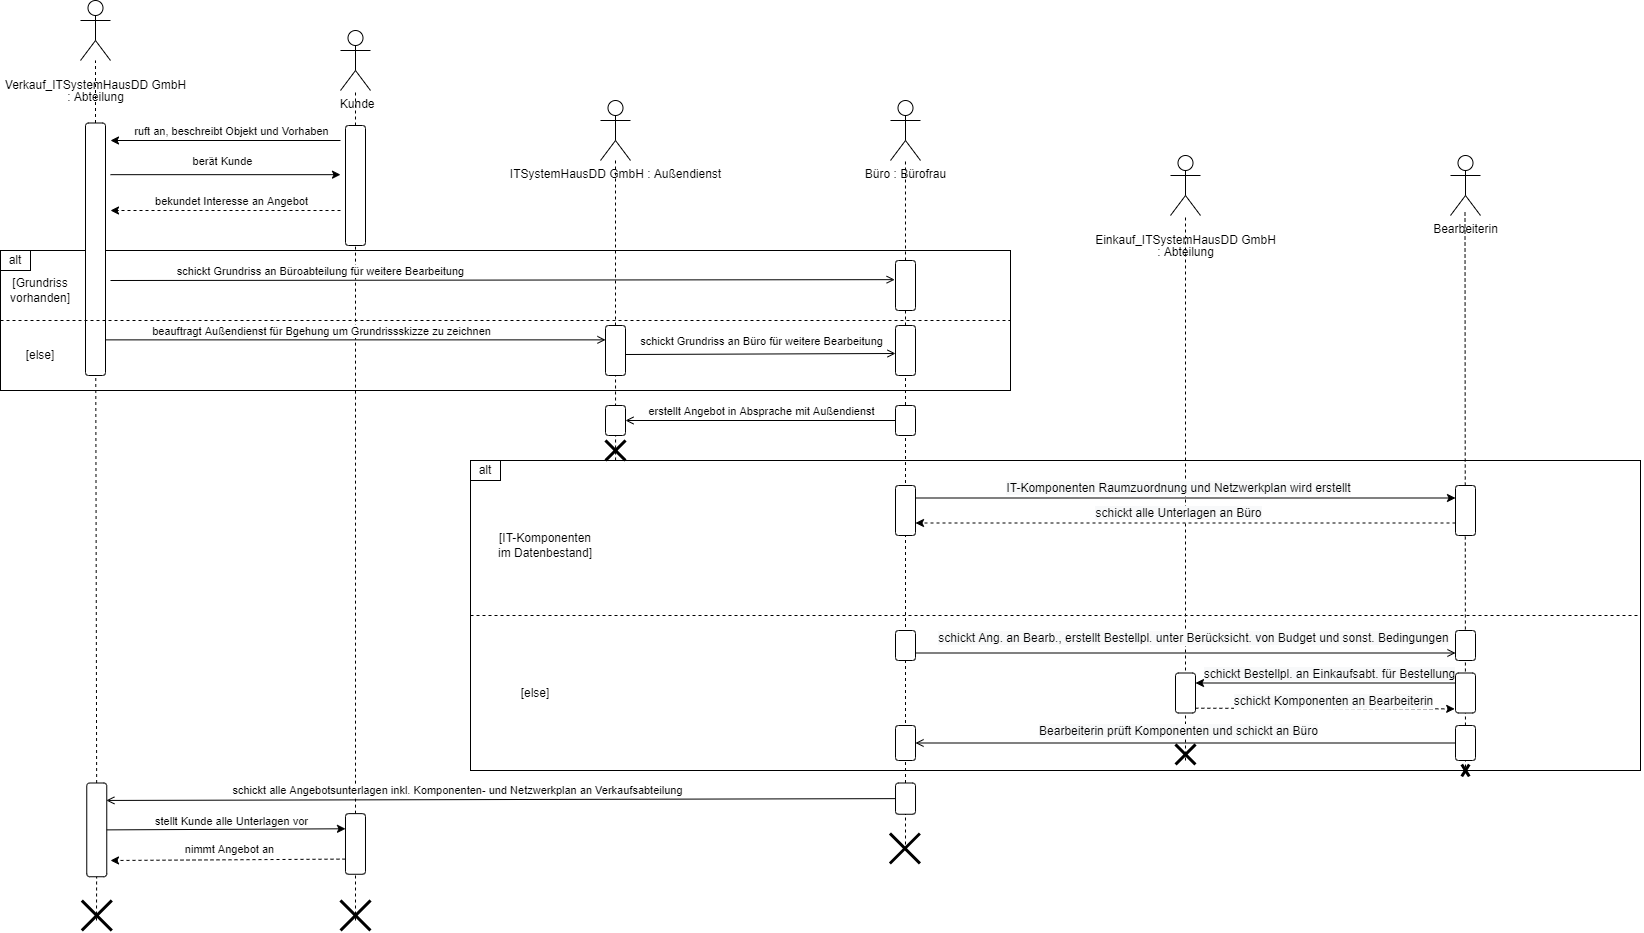 Verkauf_ITSystemHausDD GmbH
: Abteilung
Kunde
ITSystemHausDD GmbH : Außendienst
Büro : Bürofrau
Einkauf_ITSystemHausDD GmbH
: Abteilung
Bearbeiterin
ruft an, beschreibt Objekt und Vorhaben
berät Kunde
bekundet Interesse an Angebot
alt
[Grundriss
vorhanden]
schickt Grundriss an Büroabteilung für weitere Bearbeitung
[else]
beauftragt Außendienst für Bgehung um Grundrissskizze zu zeichnen
schickt Grundriss an Büro für weitere Bearbeitung
erstellt Angebot in Absprache mit Außendienst
alt
[IT-Komponenten
im Datenbestand]
IT-Komponenten Raumzuordnung und Netzwerkplan wird erstellt
schickt alle Unterlagen an Büro
[else]
schickt Ang. an Bearb., erstellt Bestellpl. unter Berücksicht. von Budget und sonst. Bedingungen
schickt Bestellpl. an Einkaufsabt. für Bestellung
schickt Komponenten an Bearbeiterin
Bearbeiterin prüft Komponenten und schickt an Büro
schickt alle Angebotsunterlagen inkl. Komponenten- und Netzwerkplan an Verkaufsabteilung
stellt Kunde alle Unterlagen vor
nimmt Angebot an